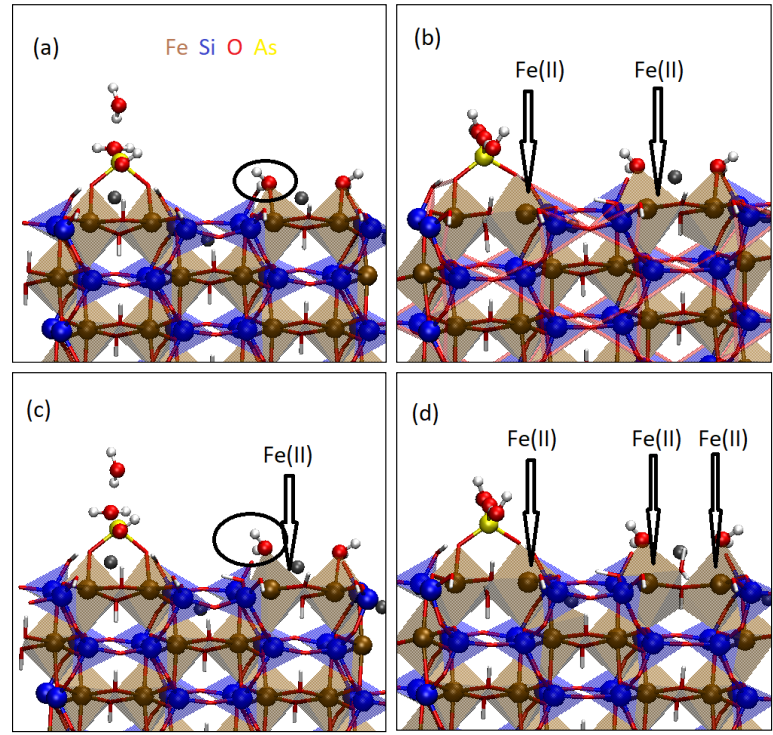 (a) Fe Si O As
(b)
Fe(II) Fe(II)
(c)
Fe(II)
(d)
Fe(II) Fe(II) Fe(II)